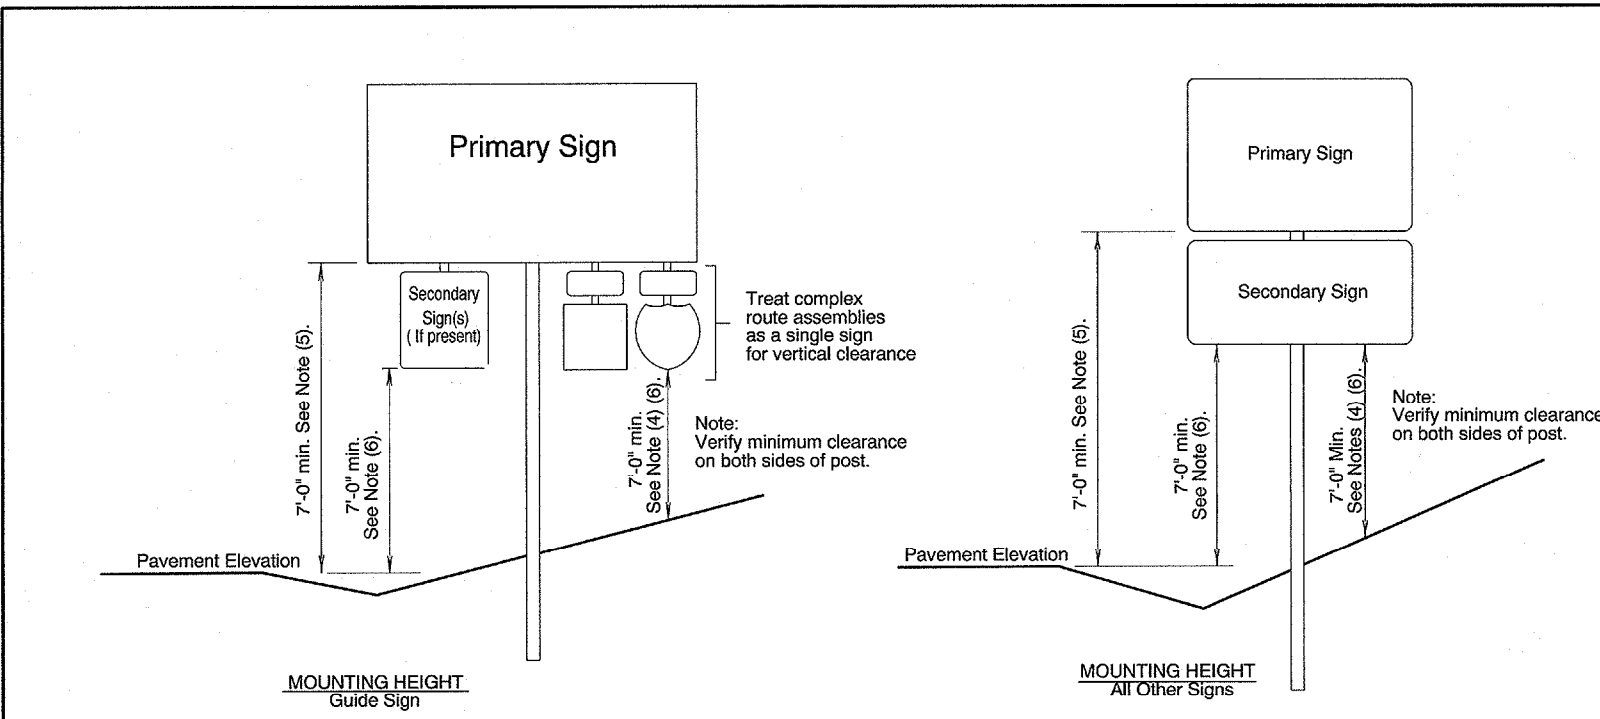 Primary Sign
Secondary
Sign(s)
( If present)
Treat complex
route assemblies
as a single sign
for vertical clearance
7'-0" min. See Note (5).
7'-0" min.
See Note (6).
7'-0" min.
See Note (4) (6).
Note:
Verify minimum clearance
on both sides of post.
Pavement Elevation
MOUNTING HEIGHT
Guide Sign
Primary Sign
Secondary Sign
7'-0" min. See Note (5).
7'-0" min.
See Note (6).
7'-0" Min.
See Notes (4) (6).
Note:
Verify minimum clearance
on both sides of post.
Pavement Elevation
MOUNTING HEIGHT
All Other Signs